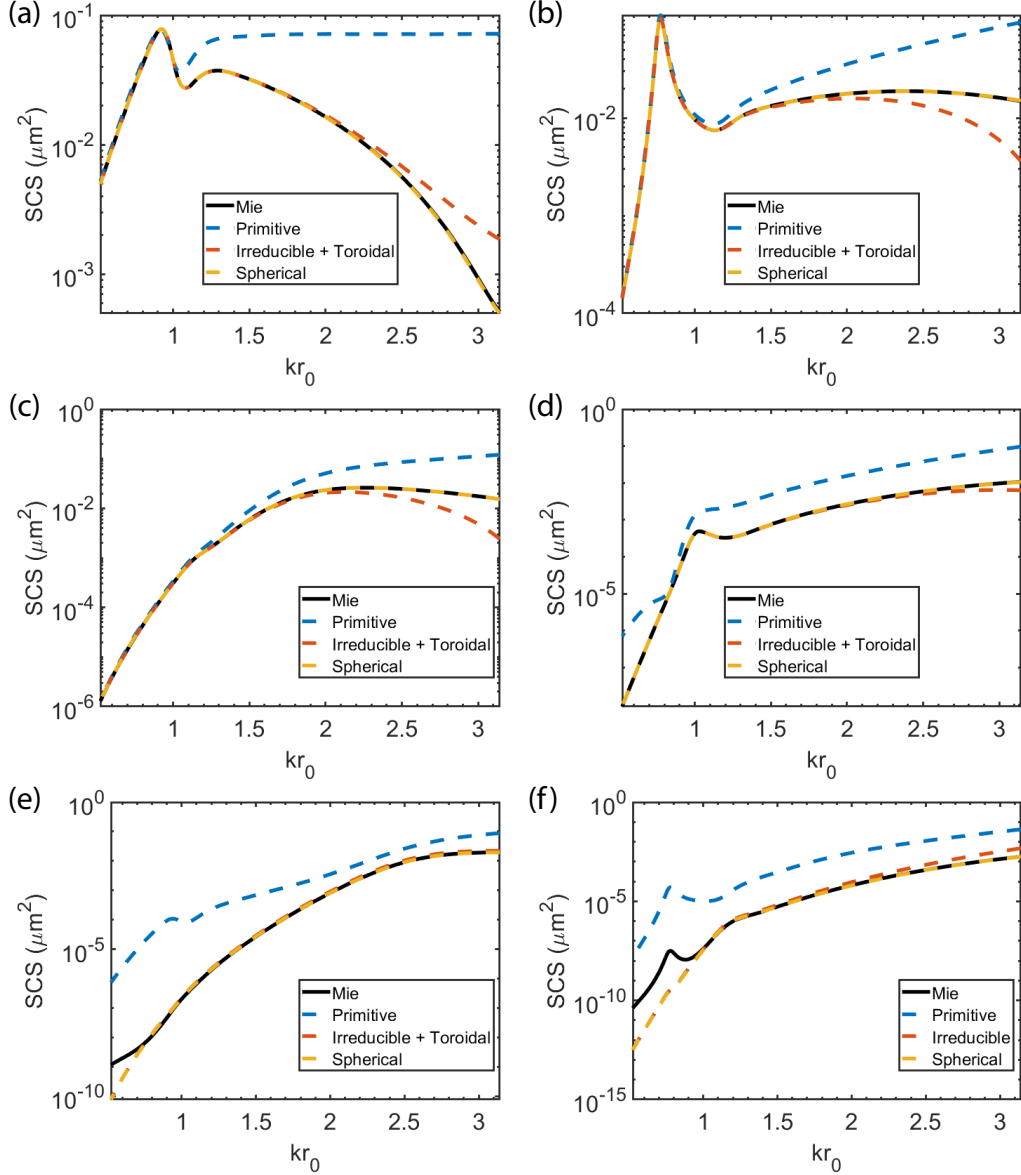 (a)
10^-1
10^-2
10^-3
SCS (μm^2)
Mie
Primitive
Irreducible + Toroidal
Spherical
1
1.5
2
2.5
3
kr_0
(b)
10^-2
10^-4
SCS (μm^2)
Mie
Primitive
Irreducible + Toroidal
Spherical
1
1.5
2
2.5
3
kr_0
(c)
10^0
10^-2
10^-4
10^-6
SCS (μm^2)
Mie
Primitive
Irreducible + Toroidal
Spherical
1
1.5
2
2.5
3
kr_0
(d)
10^0
10^-5
SCS (μm^2)
Mie
Primitive
Irreducible + Toroidal
Spherical
1
1.5
2
2.5
3
kr_0
(e)
10^0
10^-5
10^-10
SCS (μm^2)
Mie
Primitive
Irreducible + Toroidal
Spherical
1
1.5
2
2.5
3
kr_0
(f)
10^0
10^-5
10^-10
10^-15
SCS (μm^2)
Mie
Primitive
Irreducible
Spherical
1
1.5
2
2.5
3
kr_0